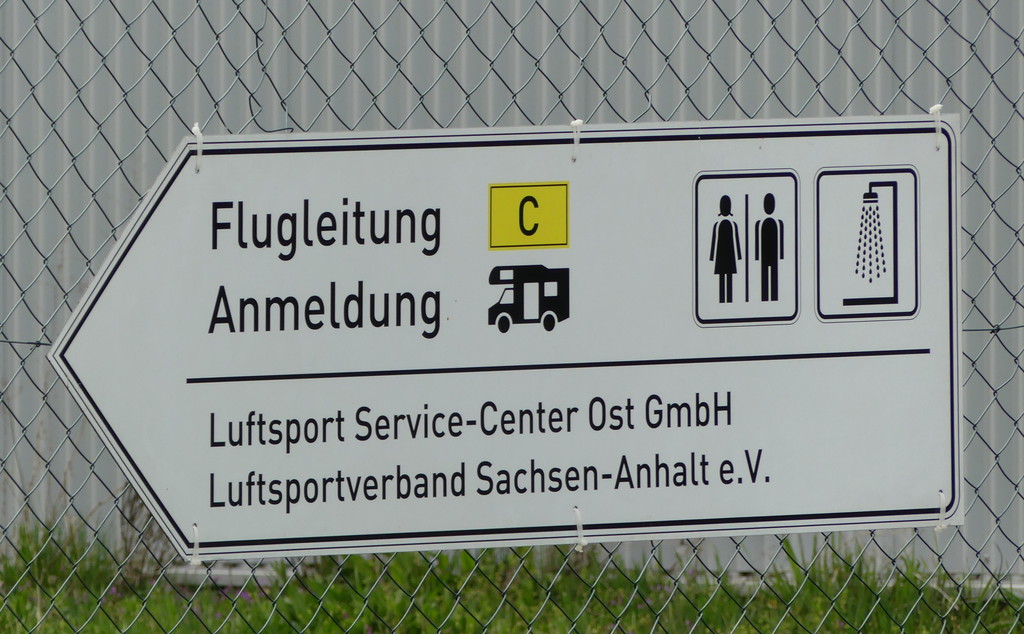 Flugleitung C
Anmeldung
Luftsport Service-Center Ost GmbH
Luftsportverband Sachsen-Anhalt e.V.